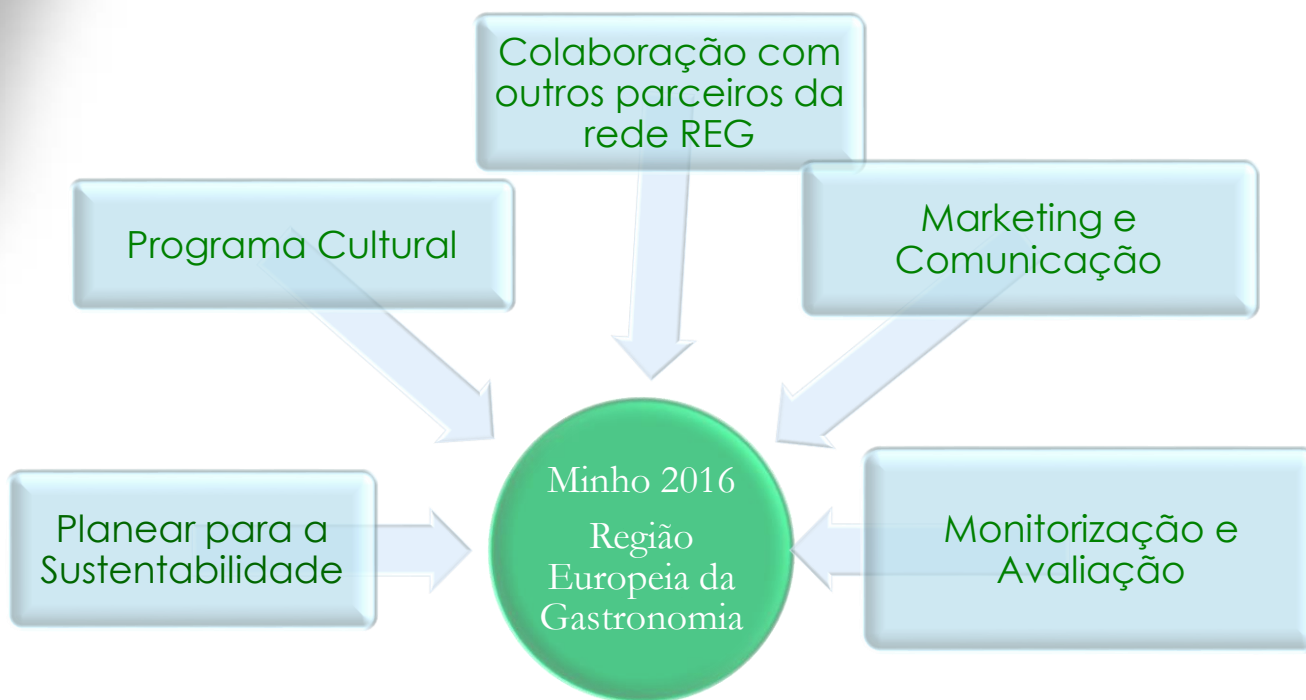 Colaboração com
outros parceiros da
rede REG
Programa Cultural
Marketing e
Comunicação
Planear para a
Sustentabilidade
Minho 2016
Região
Europeia da
Gastronomia
Monitorização e
Avaliação